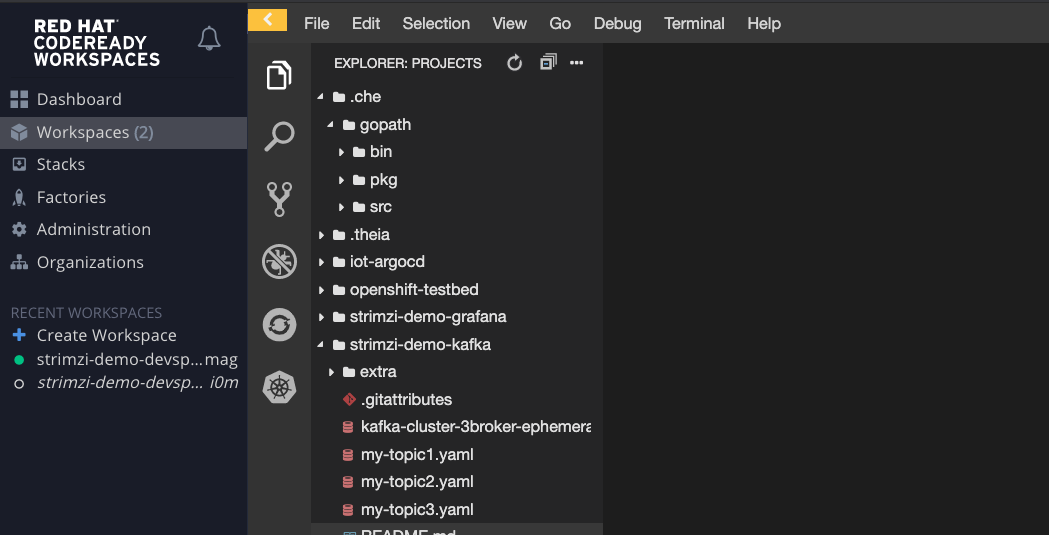 RED HAT®
CODEREADY
WORKSPACES
Dashboard
Workspaces (2)
Stacks
Factories
Administration
Organizations
RECENT WORKSPACES
Create Workspace
strimzi-demo-devsp...mag
strimzi-demo-devsp... i0m
File Edit Selection View Go Debug Terminal Help
EXPLORER: PROJECTS
.che
gopath
bin
pkg
src
.theia
iot-argocd
openshift-testbed
strimzi-demo-grafana
strimzi-demo-kafka
extra
.gitattributes
kafka-cluster-3broker-ephemera
my-topic1.yaml
my-topic2.yaml
my-topic3.yaml
README.md